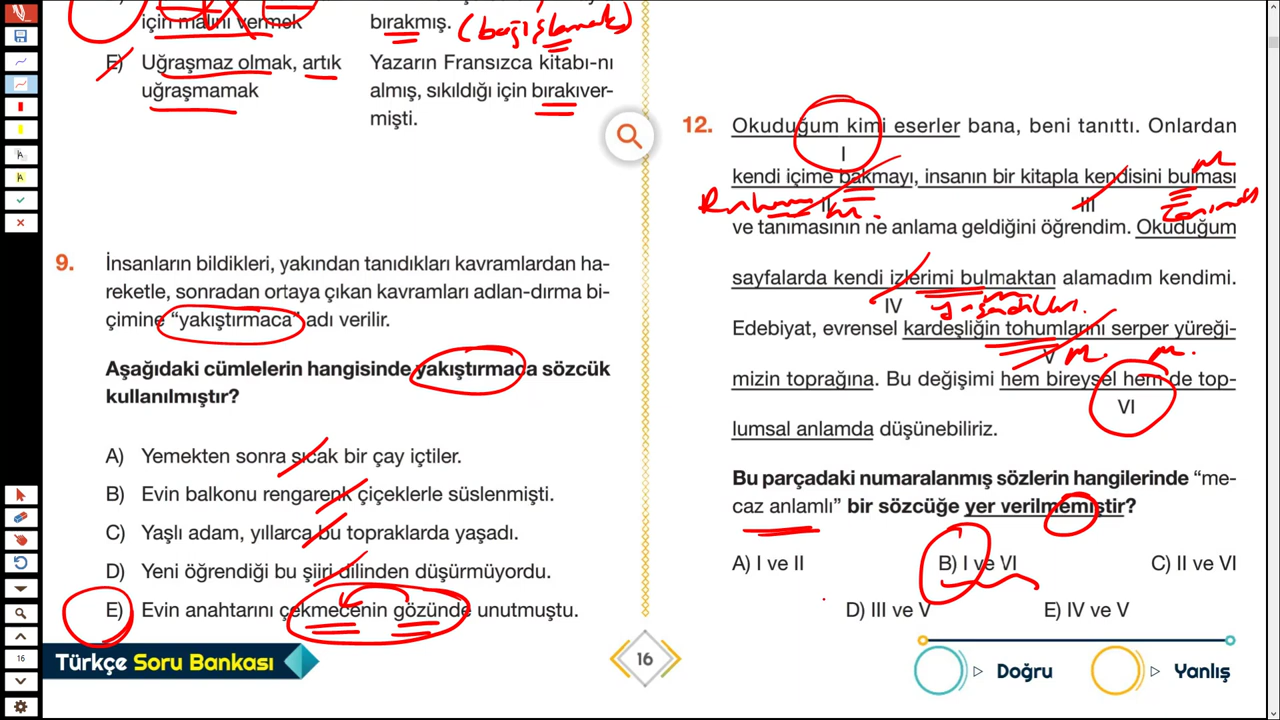 için malını vermek
bırakmış. (bağışlamak)
E) Uğraşmaz olmak, artık
uğraşmamak
Yazarın Fransızca kitabı-nı
almış, sıkıldığı için bırakıver-
mişti.
9. İnsanların bildikleri, yakından tanıdıkları kavramlardan ha-
reketle, sonradan ortaya çıkan kavramları adlan-dırma bi-
çimine “yakıştırmaca” adı verilir.
Aşağıdaki cümlelerin hangisinde yakıştırmaca sözcük
kullanılmıştır?
A) Yemekten sonra sıcak bir çay içtiler.
B) Evin balkonu rengarenk çiçeklerle süslenmişti.
C) Yaşlı adam, yıllarca bu topraklarda yaşadı.
D) Yeni öğrendiği bu şiiri dilinden düşürmüyordu.
E) Evin anahtarını çekmecenin gözünde unutmuştu.
Türkçe Soru Bankası
16
12. Okuduğum kimi eserler bana, beni tanıttı. Onlardan
I
kendi içime bakmayı, insanın bir kitapla kendisini bulması
II III
ve tanımasının ne anlama geldiğini öğrendim. Okuduğum
sayfalarda kendi izlerimi bulmaktan alamadım kendimi.
IV
Edebiyat, evrensel kardeşliğin tohumlarını serper yüreği-
V
mizin toprağına. Bu değişimi hem bireysel hem de top-
VI
lumsal anlamda düşünebiliriz.
Bu parçadaki numaralanmış sözlerin hangilerinde “me-
caz anlamlı” bir sözcüğe yer verilmemiştir?
A) I ve II B) I ve VI C) II ve VI
D) III ve V E) IV ve V
Doğru
Yanlış
16